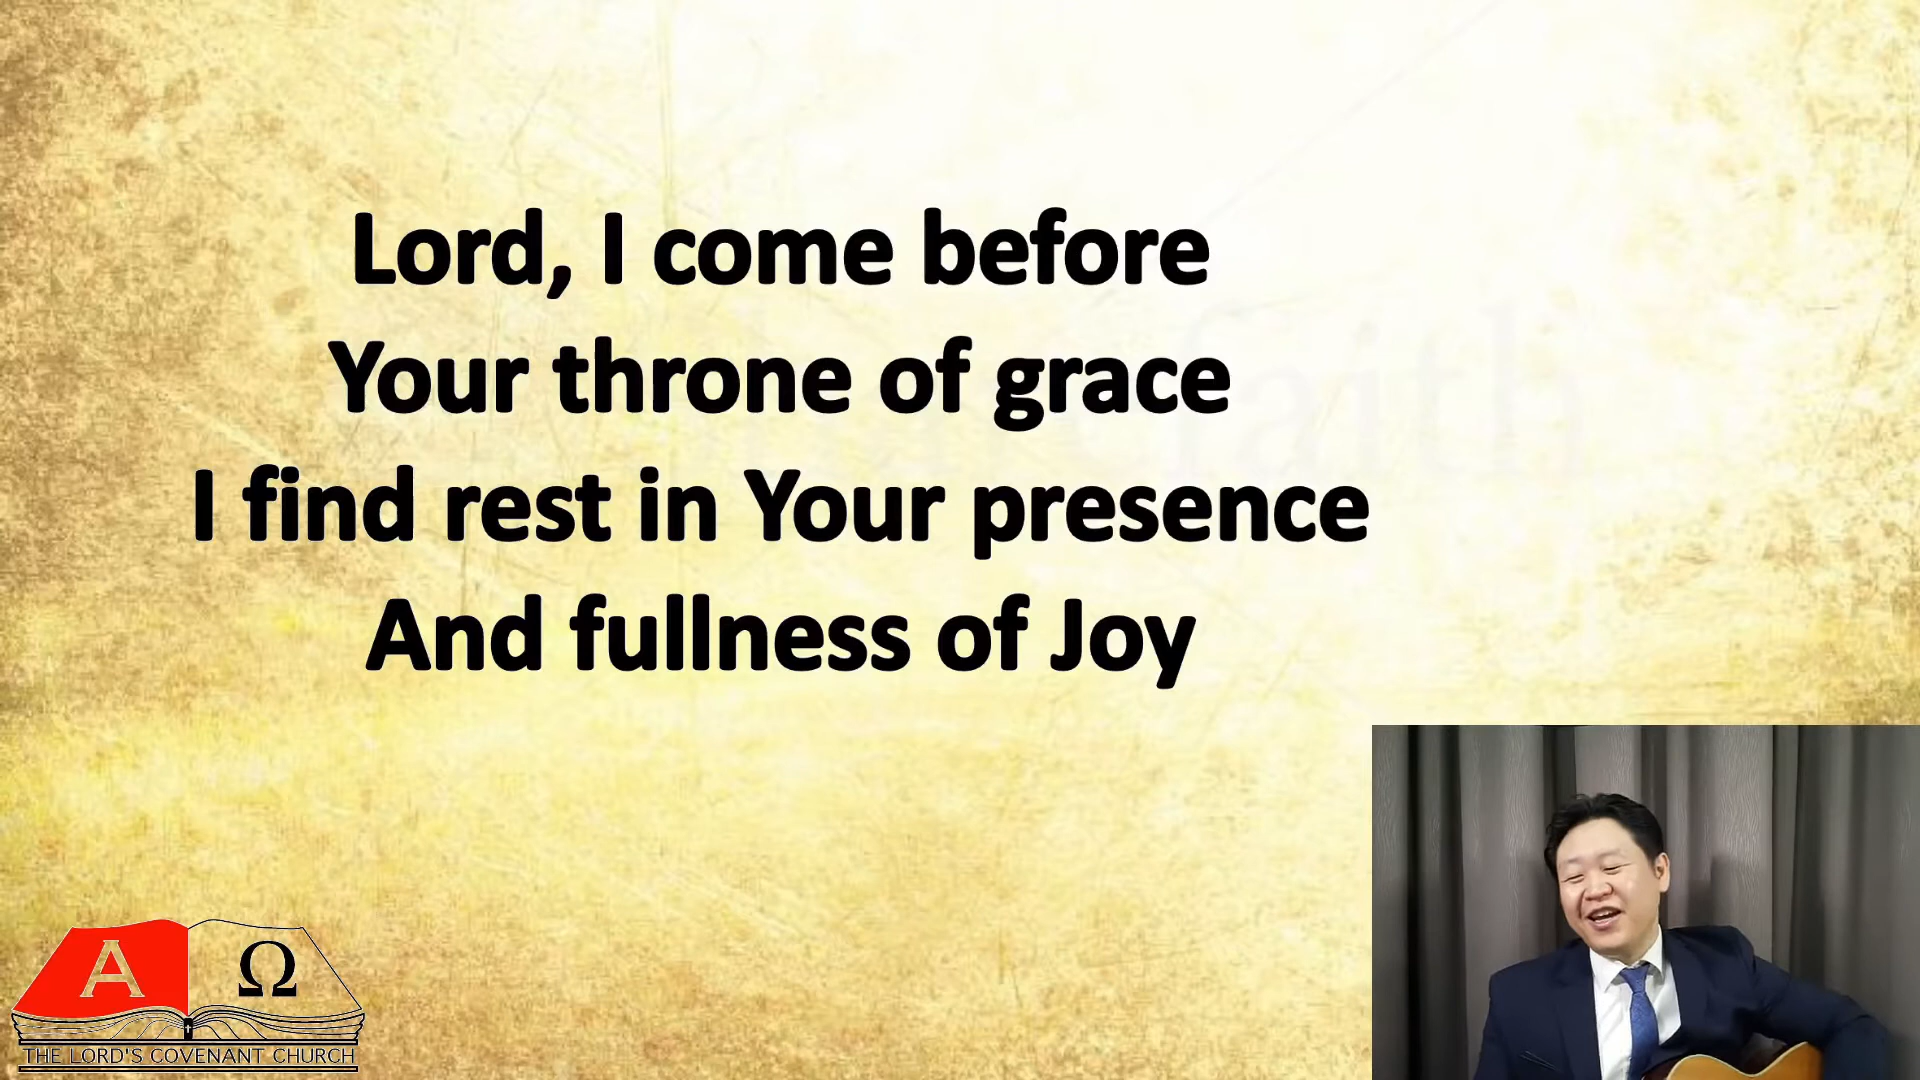 Lord, I come before
Your throne of grace
I find rest in Your presence
And fullness of Joy
faith
Α Ω
THE LORD'S COVENANT CHURCH